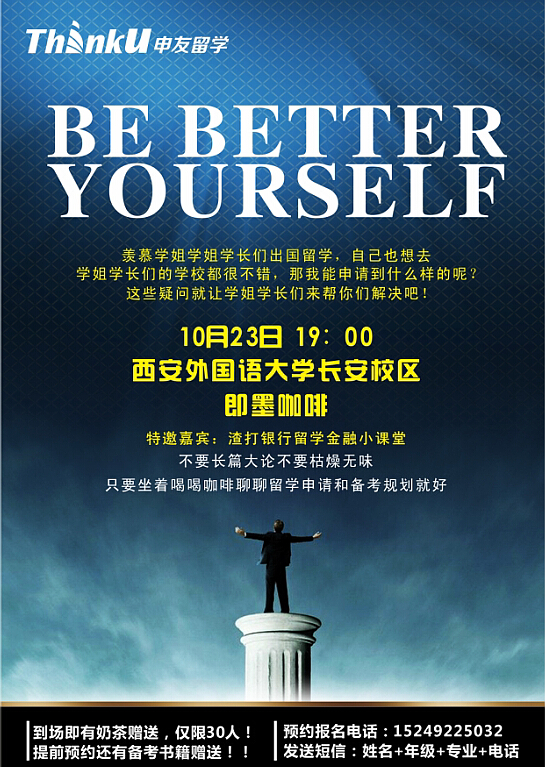 ThinkU 申友留学
BE BETTER
YOURSELF
羡慕学姐学姐学长们出国留学，自己也想去
学姐学长们的学校都很不错，那我能申请到什么样的呢？
这些疑问就让学姐学长们来帮你们解决吧！
10月23日 19：00
西安外国语大学长安校区
即墨咖啡
特邀嘉宾：渣打银行留学金融小课堂
不要长篇大论不要枯燥无味
只要坐着喝喝咖啡聊聊留学申请和备考规划就好
到场即有奶茶赠送，仅限30人！
提前预约还有备考书籍赠送！！
预约报名电话：15249225032
发送短信：姓名+年级+专业+电话